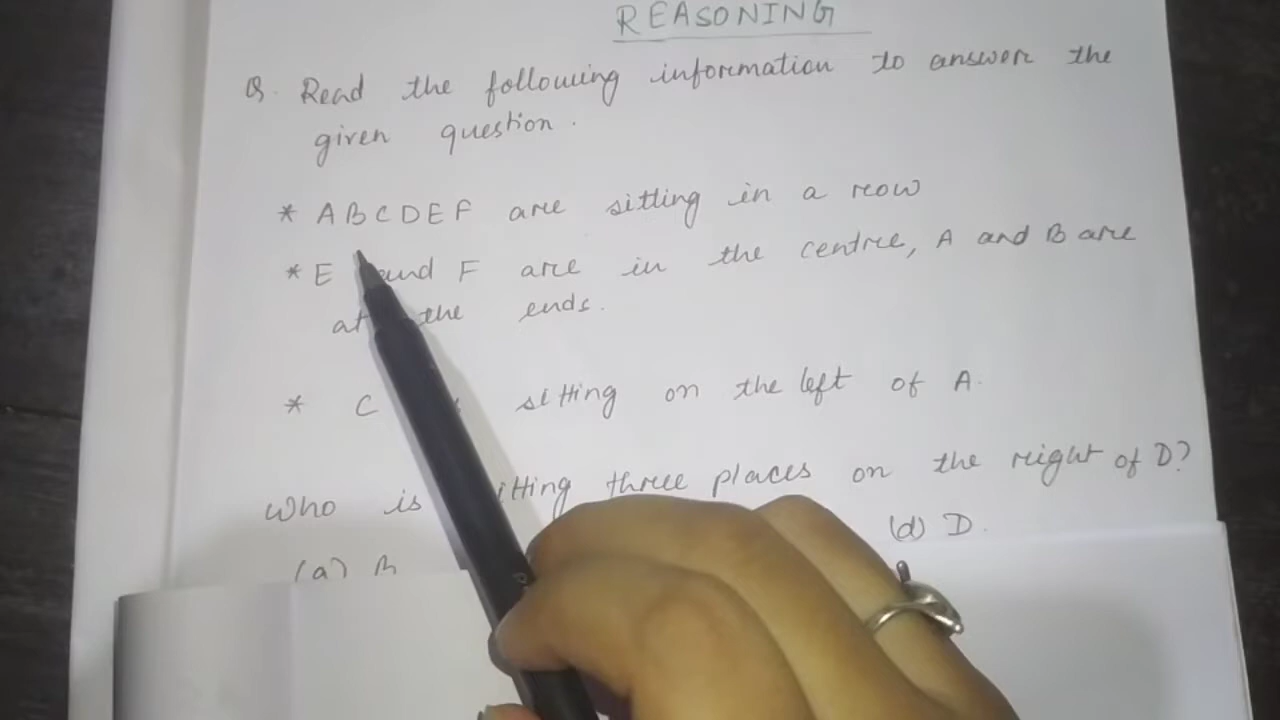 REASONING
Q. Read the following information to answer the
given question.
* A B C D E F are sitting in a row
* E and F are in the centre, A and B are
at the ends.
* C sitting on the left of A.
Who is sitting three places on the right of D?
(d) D.
(a)